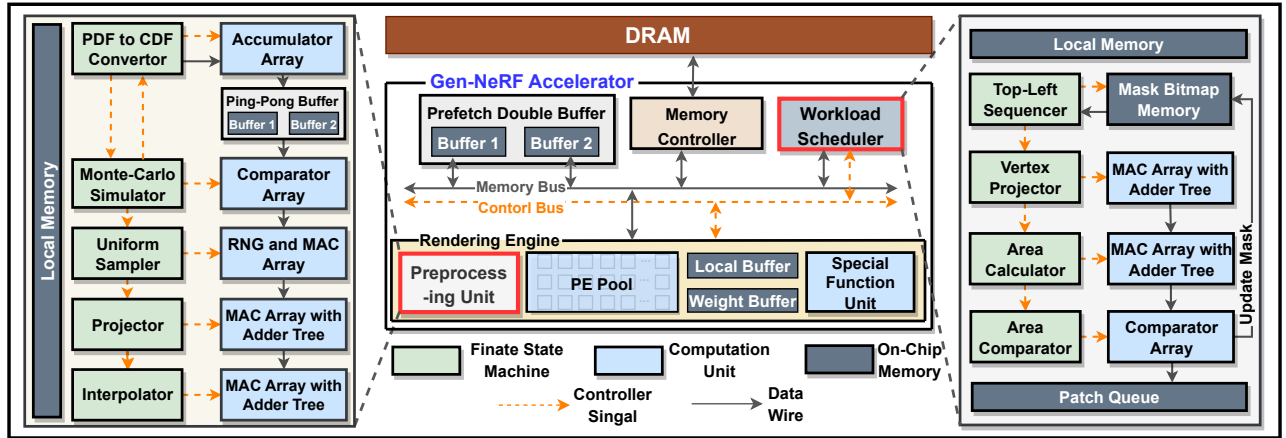 Local Memory
PDF to CDF
Convertor
Accumulator
Array
Ping-Pong Buffer
Buffer 1
Buffer 2
Monte-Carlo
Simulator
Comparator
Array
Uniform
Sampler
RNG and MAC
Array
Projector
MAC Array with
Adder Tree
Interpolator
MAC Array with
Adder Tree
DRAM
Gen-NeRF Accelerator
Prefetch Double Buffer
Buffer 1
Buffer 2
Memory
Controller
Workload
Scheduler
Memory Bus
Contorl Bus
Rendering Engine
Preprocess
-ing Unit
PE Pool
Local Buffer
Weight Buffer
Special
Function
Unit
Finate State
Machine
Computation
Unit
On-Chip
Memory
Controller
Singal
Data
Wire
Local Memory
Top-Left
Sequencer
Mask Bitmap
Memory
Vertex
Projector
MAC Array with
Adder Tree
Area
Calculator
MAC Array with
Adder Tree
Area
Comparator
Comparator
Array
Update Mask
Patch Queue